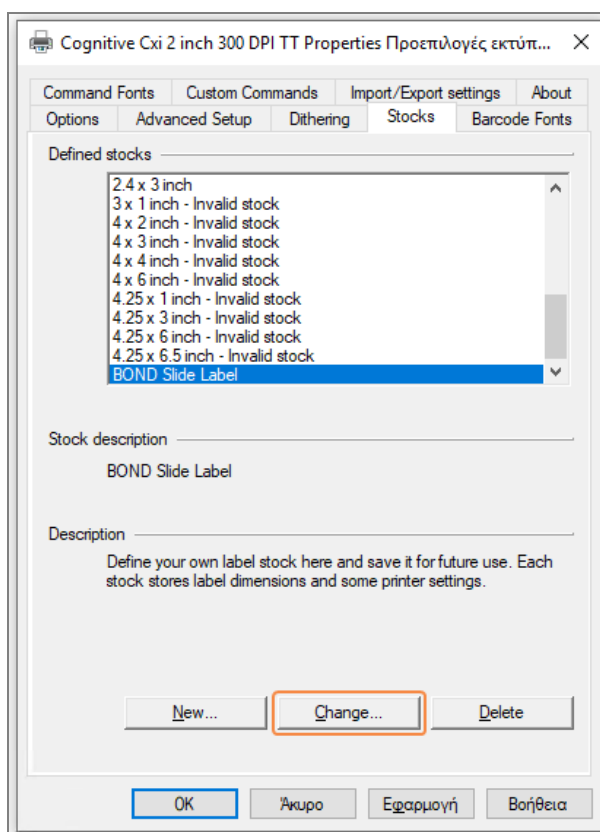 Cognitive Cxi 2 inch 300 DPI TT Properties Προεπιλογές εκτύπ...
Command Fonts Custom Commands Import/Export settings About
Options Advanced Setup Dithering Stocks Barcode Fonts
Defined stocks
2.4 x 3 inch
3 x 1 inch - Invalid stock
4 x 2 inch - Invalid stock
4 x 3 inch - Invalid stock
4 x 4 inch - Invalid stock
4 x 6 inch - Invalid stock
4.25 x 1 inch - Invalid stock
4.25 x 3 inch - Invalid stock
4.25 x 6 inch - Invalid stock
4.25 x 6.5 inch - Invalid stock
BOND Slide Label
Stock description
BOND Slide Label
Description
Define your own label stock here and save it for future use. Each
stock stores label dimensions and some printer settings.
New... Change... Delete
OK Άκυρο Εφαρμογή Βοήθεια